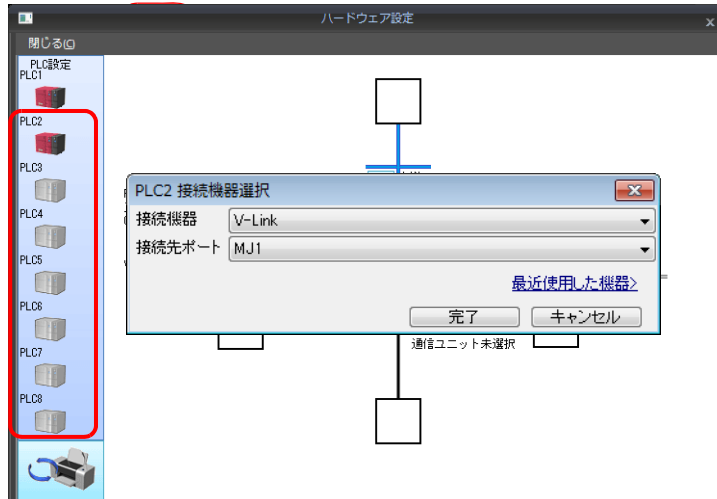 ハードウェア設定
x
閉じる(C)
PLC設定
PLC1
PLC2
PLC3
PLC4
PLC5
PLC6
PLC7
PLC8
PLC2 接続機器選択
接続機器 V-Link
接続先ポート MJ1
最近使用した機器>
完了 キャンセル
通信ユニット未選択